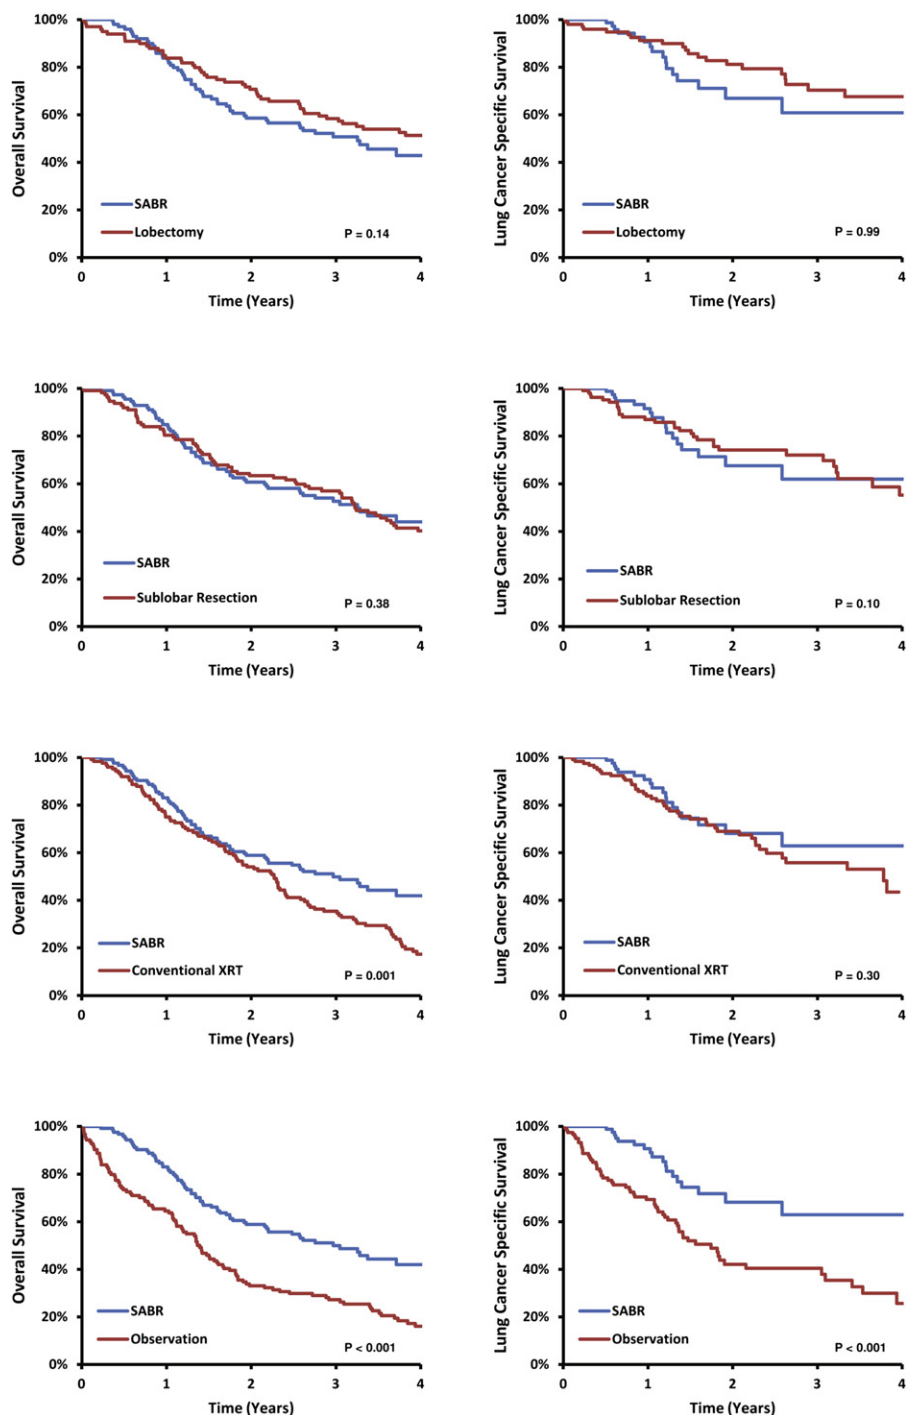 100%
80%
60%
40%
20%
0%
Overall Survival
SABR
Lobectomy
P = 0.14
0 1 2 3 4
Time (Years)
100%
80%
60%
40%
20%
0%
Lung Cancer Specific Survival
SABR
Lobectomy
P = 0.99
0 1 2 3 4
Time (Years)
100%
80%
60%
40%
20%
0%
Overall Survival
SABR
Sublobar Resection
P = 0.38
0 1 2 3 4
Time (Years)
100%
80%
60%
40%
20%
0%
Lung Cancer Specific Survival
SABR
Sublobar Resection
P = 0.10
0 1 2 3 4
Time (Years)
100%
80%
60%
40%
20%
0%
Overall Survival
SABR
Conventional XRT
P = 0.001
0 1 2 3 4
Time (Years)
100%
80%
60%
40%
20%
0%
Lung Cancer Specific Survival
SABR
Conventional XRT
P = 0.30
0 1 2 3 4
Time (Years)
100%
80%
60%
40%
20%
0%
Overall Survival
SABR
Observation
P < 0.001
0 1 2 3 4
Time (Years)
100%
80%
60%
40%
20%
0%
Lung Cancer Specific Survival
SABR
Observation
P < 0.001
0 1 2 3 4
Time (Years)